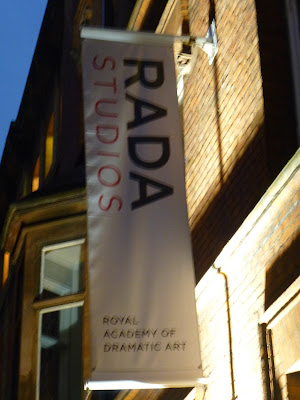 RADA
STUDIOS
ROYAL
ACADEMY OF
DRAMATIC ART